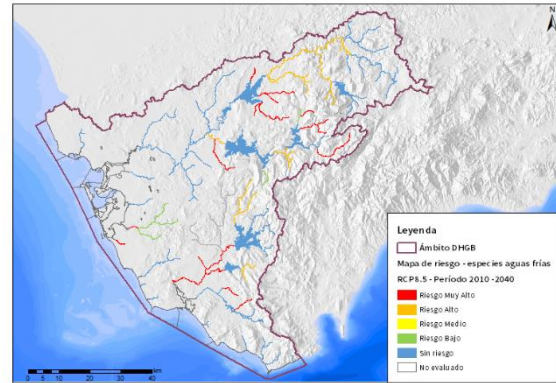 N
Leyenda
Ámbito DHGB
Mapa de riesgo - especies aguas frías
RCP8.5 - Período 2010 -2040
Riesgo Muy Alto
Riesgo Alto
Riesgo Medio
Riesgo Bajo
Sin riesgo
No evaluado
0 5 10 20 30 40
km